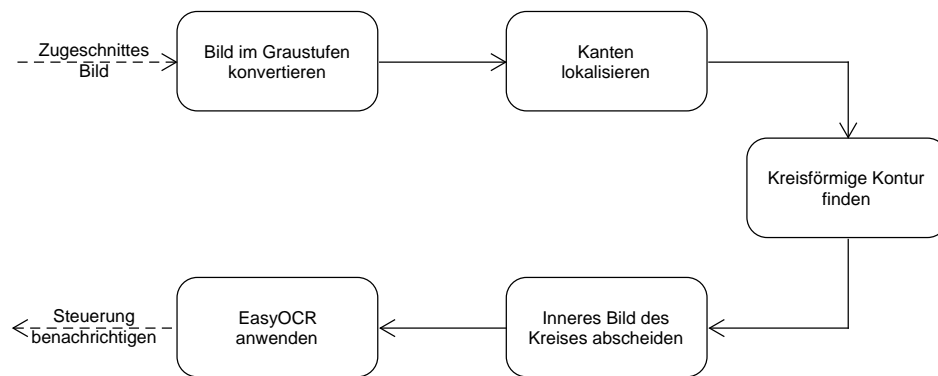 Zugeschnittes
Bild
Bild im Graustufen
konvertieren
Kanten
lokalisieren
Kreisförmige Kontur
finden
Inneres Bild des
Kreises abscheiden
EasyOCR
anwenden
Steuerung
benachrichtigen